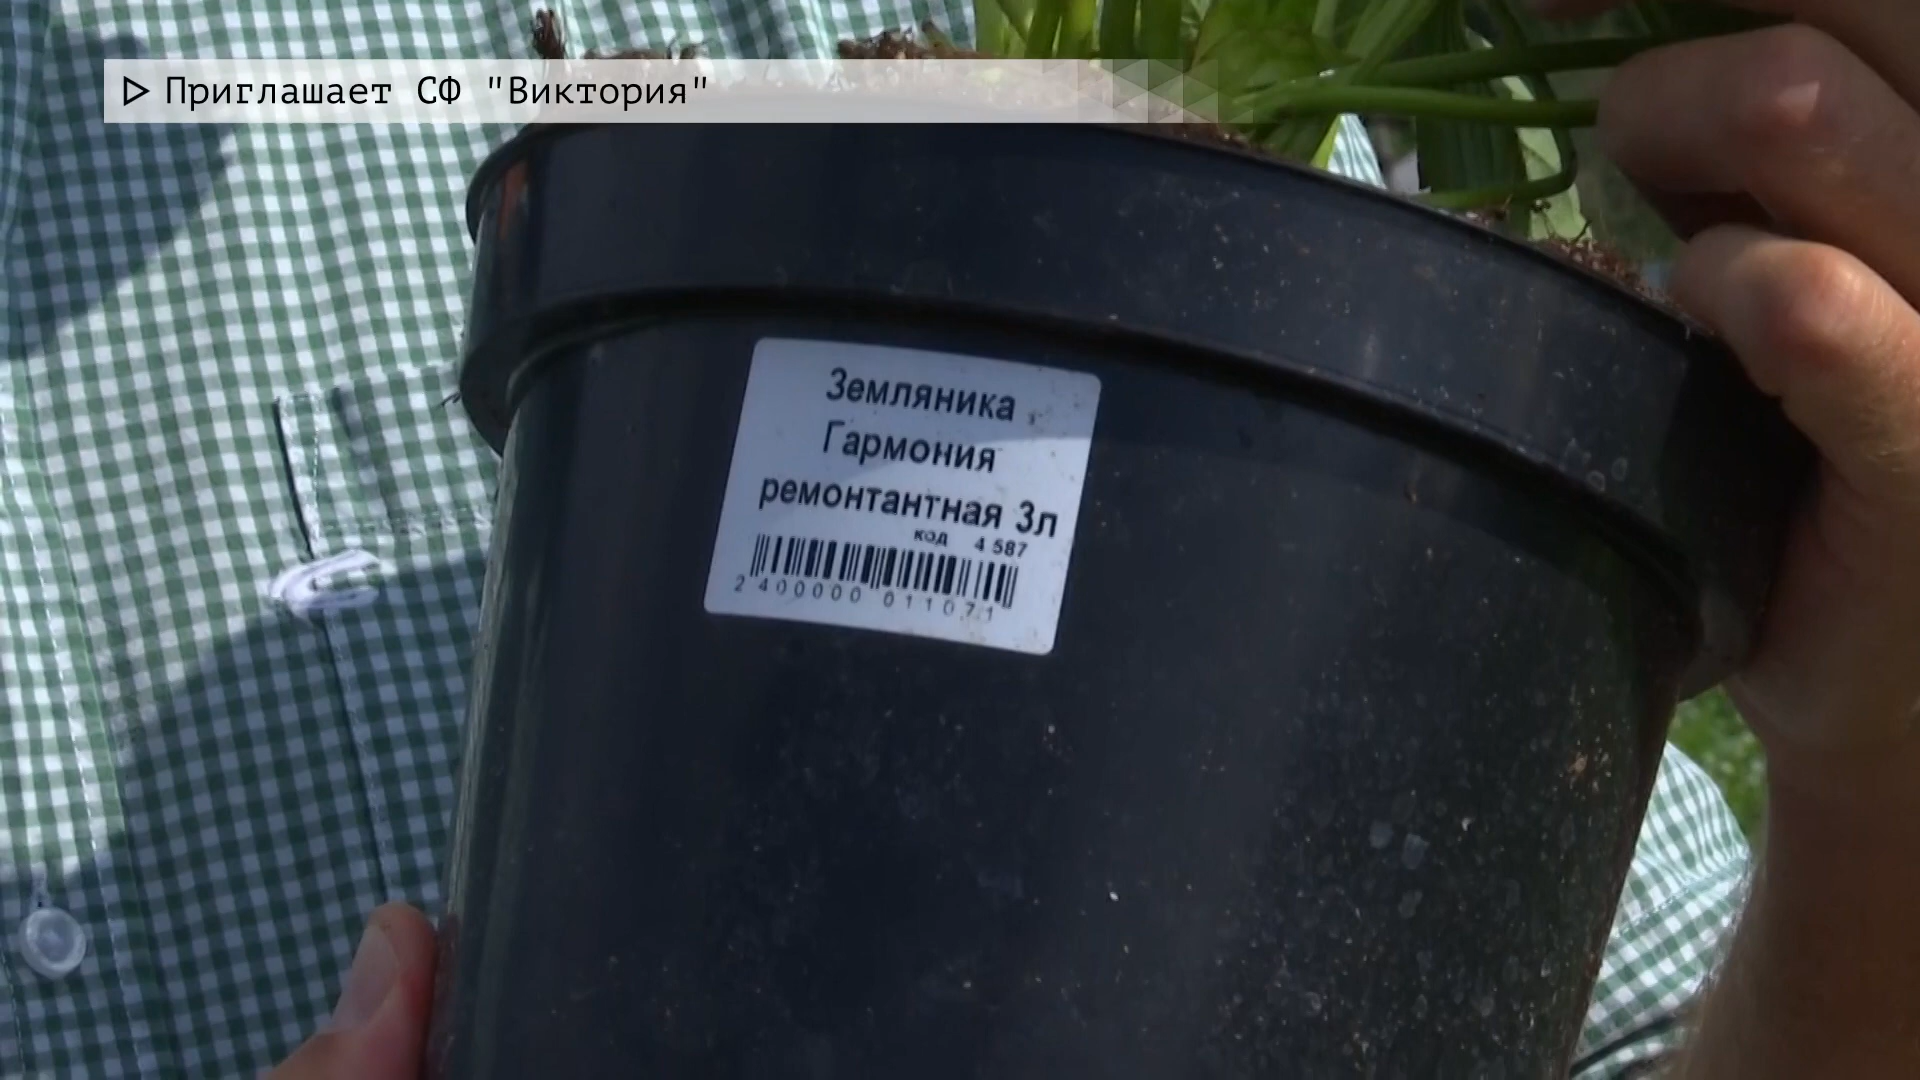 Приглашает СФ "Виктория"
Земляника
Гармония
ремонтантная 3л
код 4 587
2 400000 011071